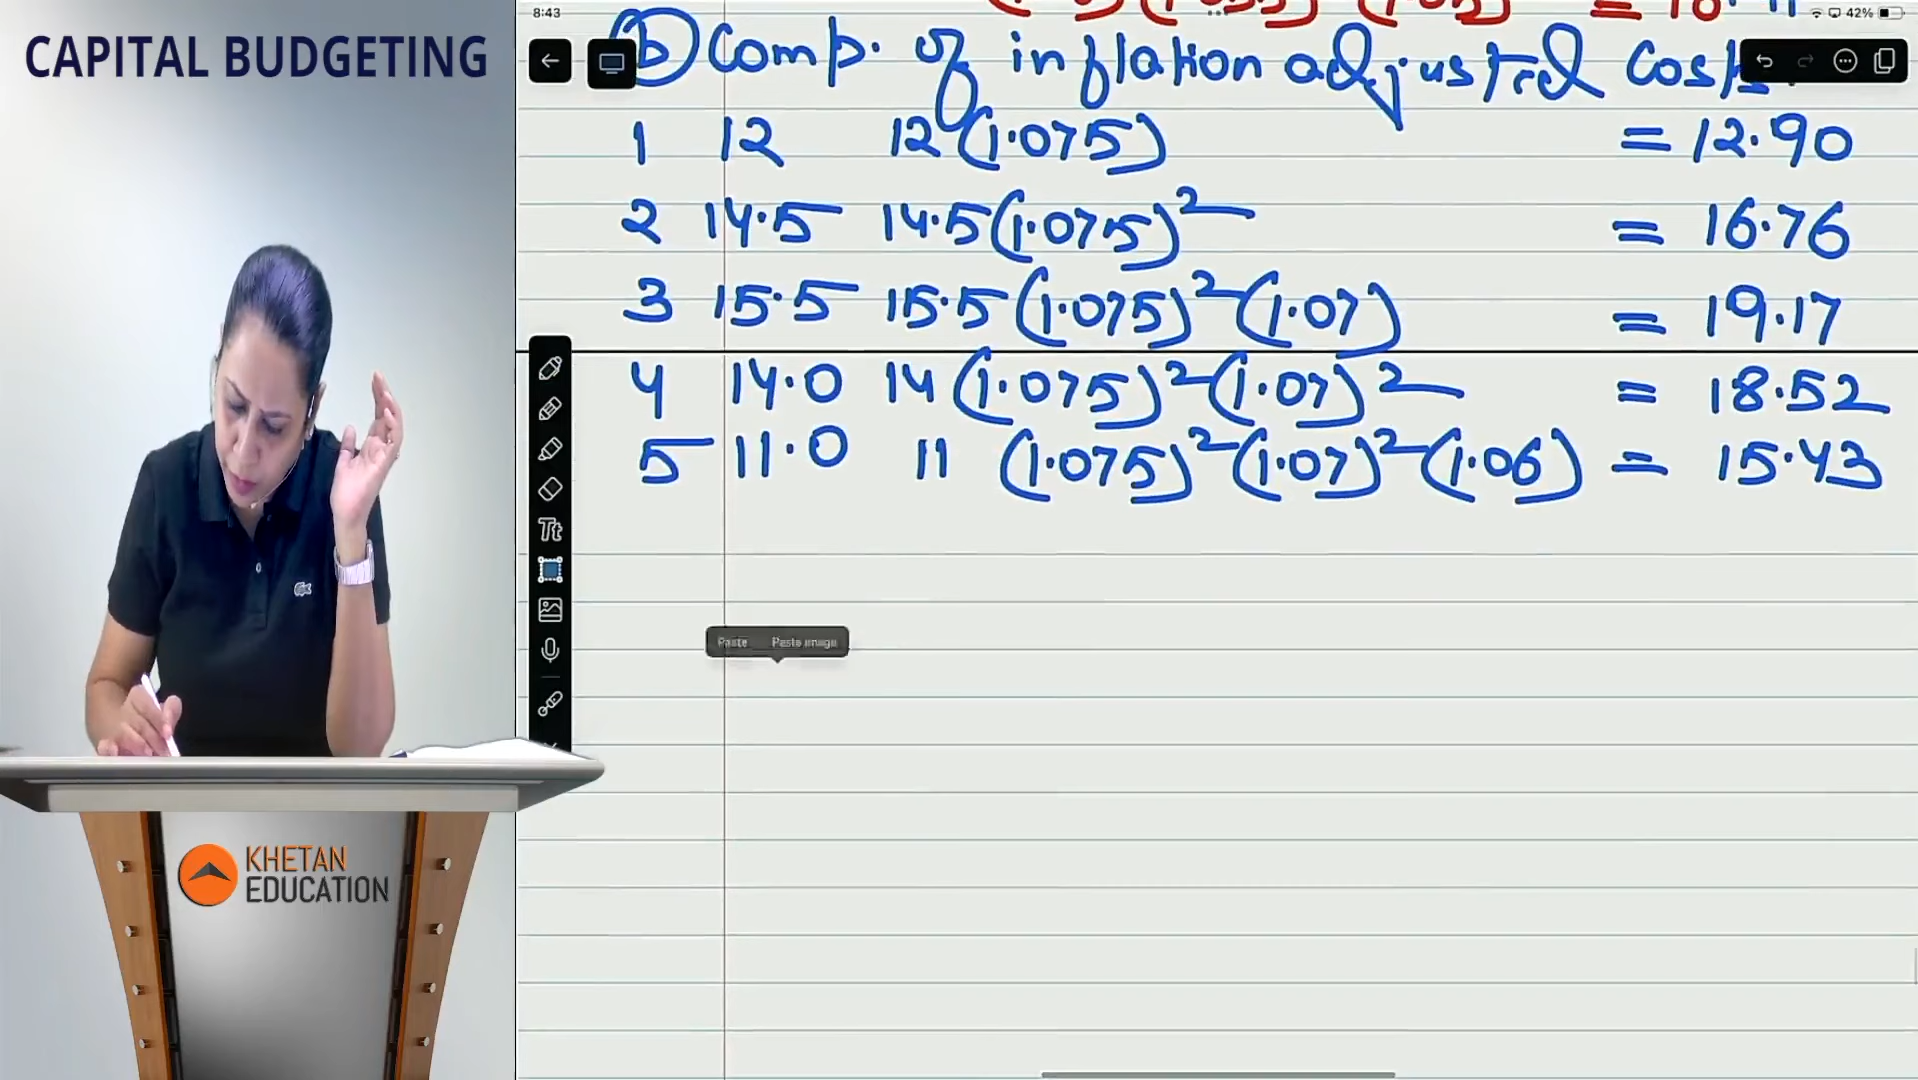 CAPITAL BUDGETING
8:43
42%
(b) Comp. of inflation adjusted Cost
1 12 12(1.075) = 12.90
2 14.5 14.5(1.075)² = 16.76
3 15.5 15.5(1.075)²(1.07) = 19.17
4 14.0 14(1.075)²(1.07)² = 18.52
5 11.0 11 (1.075)²(1.07)²(1.06) = 15.43
Tt
Paste Paste image
KHETAN
EDUCATION